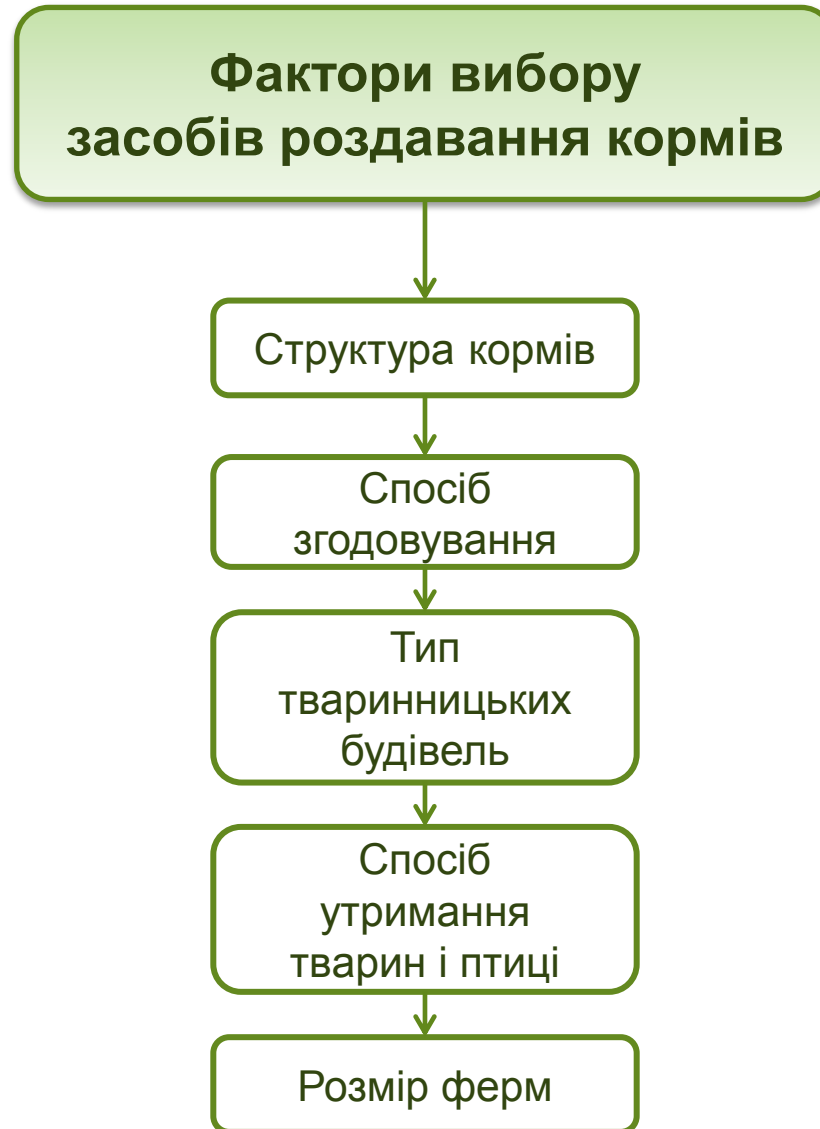 Фактори вибору
засобів роздавання кормів
Структура кормів
Спосіб
згодовування
Тип
тваринницьких
будівель
Спосіб
утримання
тварин і птиці
Розмір ферм